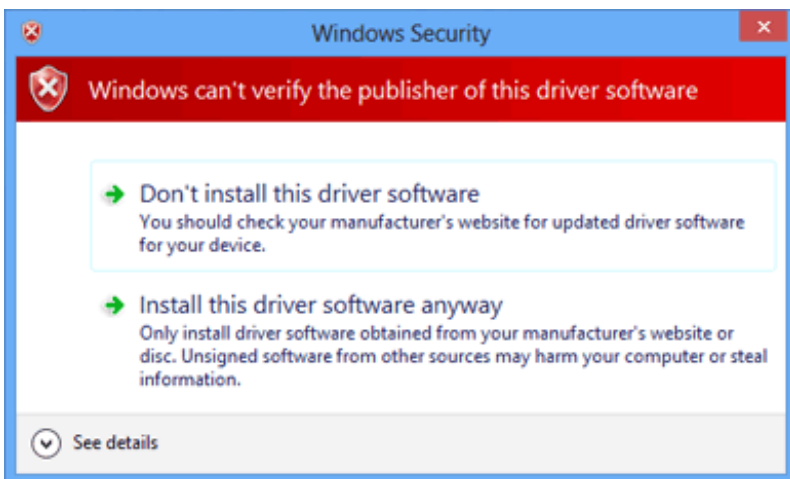 Windows Security
Windows can't verify the publisher of this driver software
Don't install this driver software
You should check your manufacturer's website for updated driver software
for your device.
Install this driver software anyway
Only install driver software obtained from your manufacturer's website or
disc. Unsigned software from other sources may harm your computer or steal
information.
See details